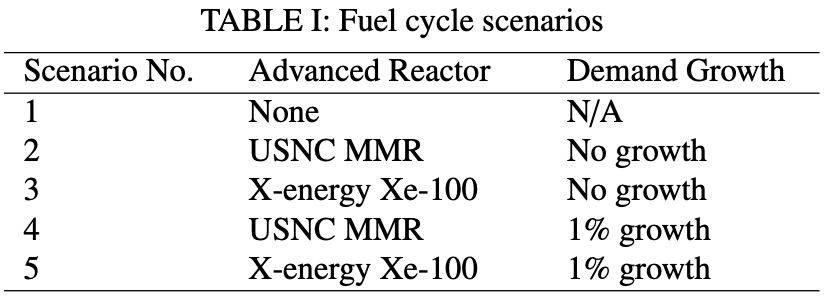 TABLE I: Fuel cycle scenarios
Scenario No. Advanced Reactor Demand Growth
1 None N/A
2 USNC MMR No growth
3 X-energy Xe-100 No growth
4 USNC MMR 1% growth
5 X-energy Xe-100 1% growth